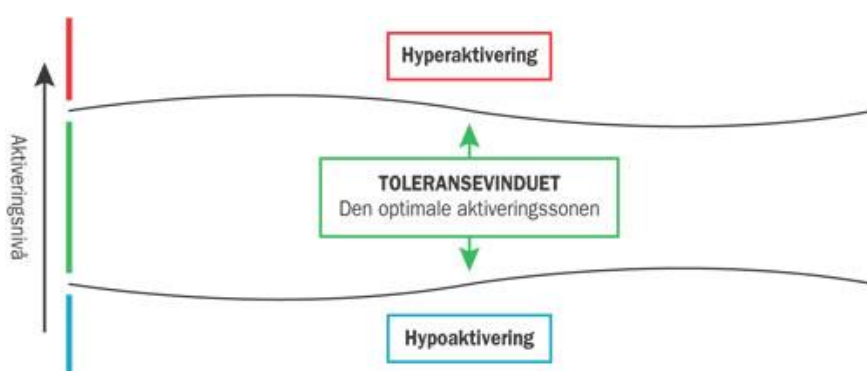 Hyperaktivering
Aktiveringsnivå
TOLERANSEVINDUET
Den optimale aktiveringssonen
Hypoaktivering